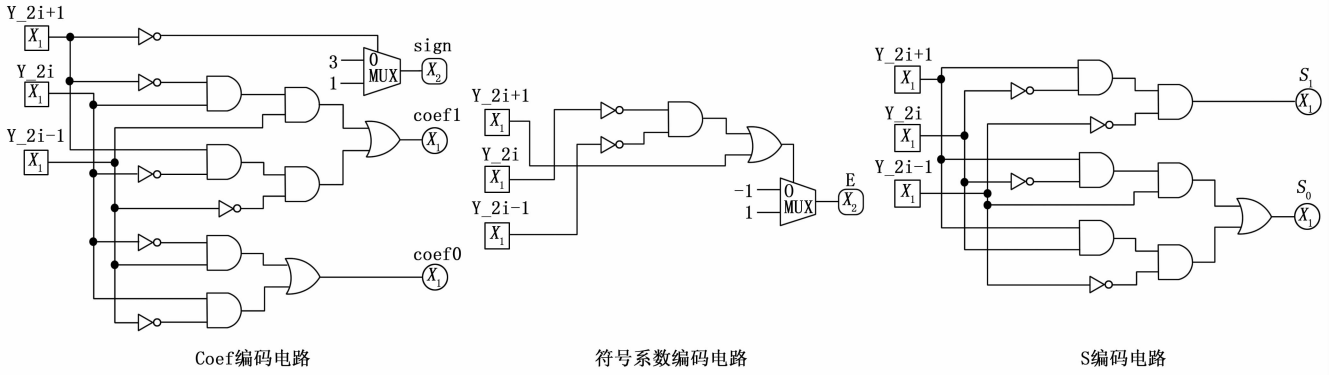 Y_2i+1
X1
Y_2i
X1
Y_2i-1
X1
3
1
0
MUX
sign
X2
coef1
X1
coef0
X1
Coef编码电路
Y_2i+1
X1
Y_2i
X1
Y_2i-1
X1
-1
1
0
MUX
E
X2
符号系数编码电路
Y_2i+1
X1
Y_2i
X1
Y_2i-1
X1
S1
X1
S0
X1
S编码电路